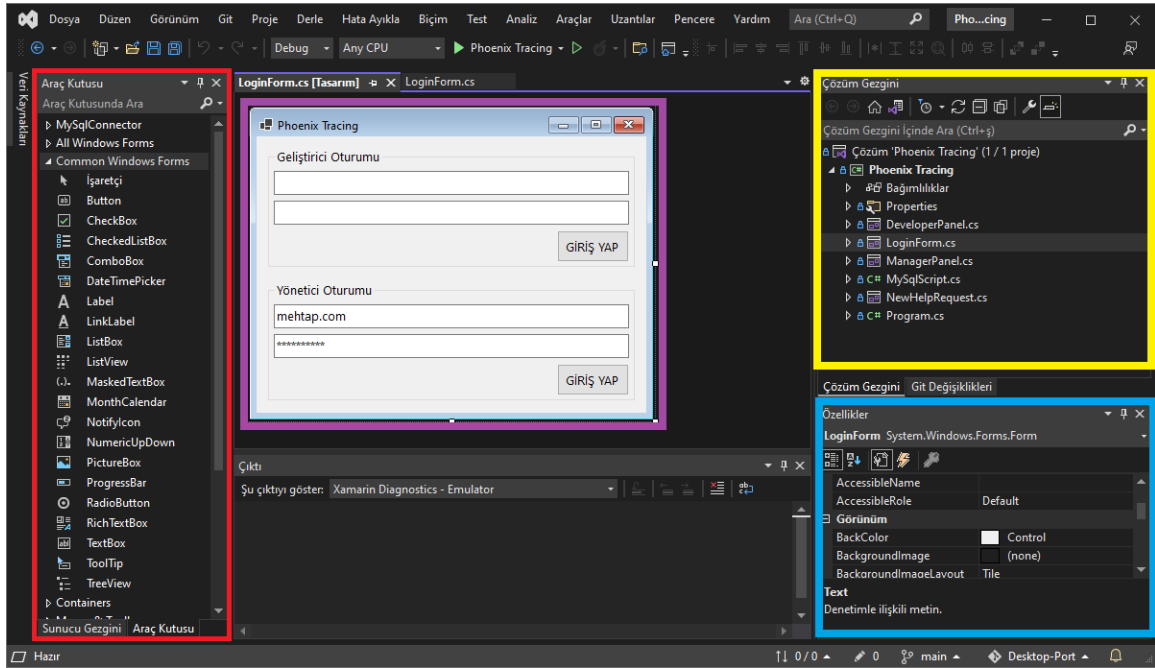 Dosya Düzen Görünüm Git Proje Derle Hata Ayıkla Biçim Test Analiz Araçlar Uzantılar Pencere Yardım Ara (Ctrl+Q) Pho...cing
Debug Any CPU Phoenix Tracing
Veri Kaynakları
Araç Kutusu
Araç Kutusunda Ara
MySqlConnector
All Windows Forms
Common Windows Forms
İşaretçi
Button
CheckBox
CheckedListBox
ComboBox
DateTimePicker
Label
LinkLabel
ListBox
ListView
MaskedTextBox
MonthCalendar
NotifyIcon
NumericUpDown
PictureBox
ProgressBar
RadioButton
RichTextBox
TextBox
ToolTip
TreeView
Containers
Sunucu Gezgini Araç Kutusu
LoginForm.cs [Tasarım] LoginForm.cs
Phoenix Tracing
Geliştirici Oturumu
GİRİŞ YAP
Yönetici Oturumu
mehtap.com
**********
GİRİŞ YAP
Çıktı
Şu çıktıyı göster: Xamarin Diagnostics - Emulator
Çözüm Gezgini
Çözüm Gezgini İçinde Ara (Ctrl+ş)
Çözüm 'Phoenix Tracing' (1 / 1 proje)
Phoenix Tracing
Bağımlılıklar
Properties
DeveloperPanel.cs
LoginForm.cs
ManagerPanel.cs
C# MySqlScript.cs
NewHelpRequest.cs
C# Program.cs
Çözüm Gezgini Git Değişiklikleri
Özellikler
LoginForm System.Windows.Forms.Form
AccessibleName
AccessibleRole Default
Görünüm
BackColor Control
BackgroundImage (none)
BackgroundImageLayout Tile
Text
Denetimle ilişkili metin.
Hazır 0 / 0 0 main Desktop-Port